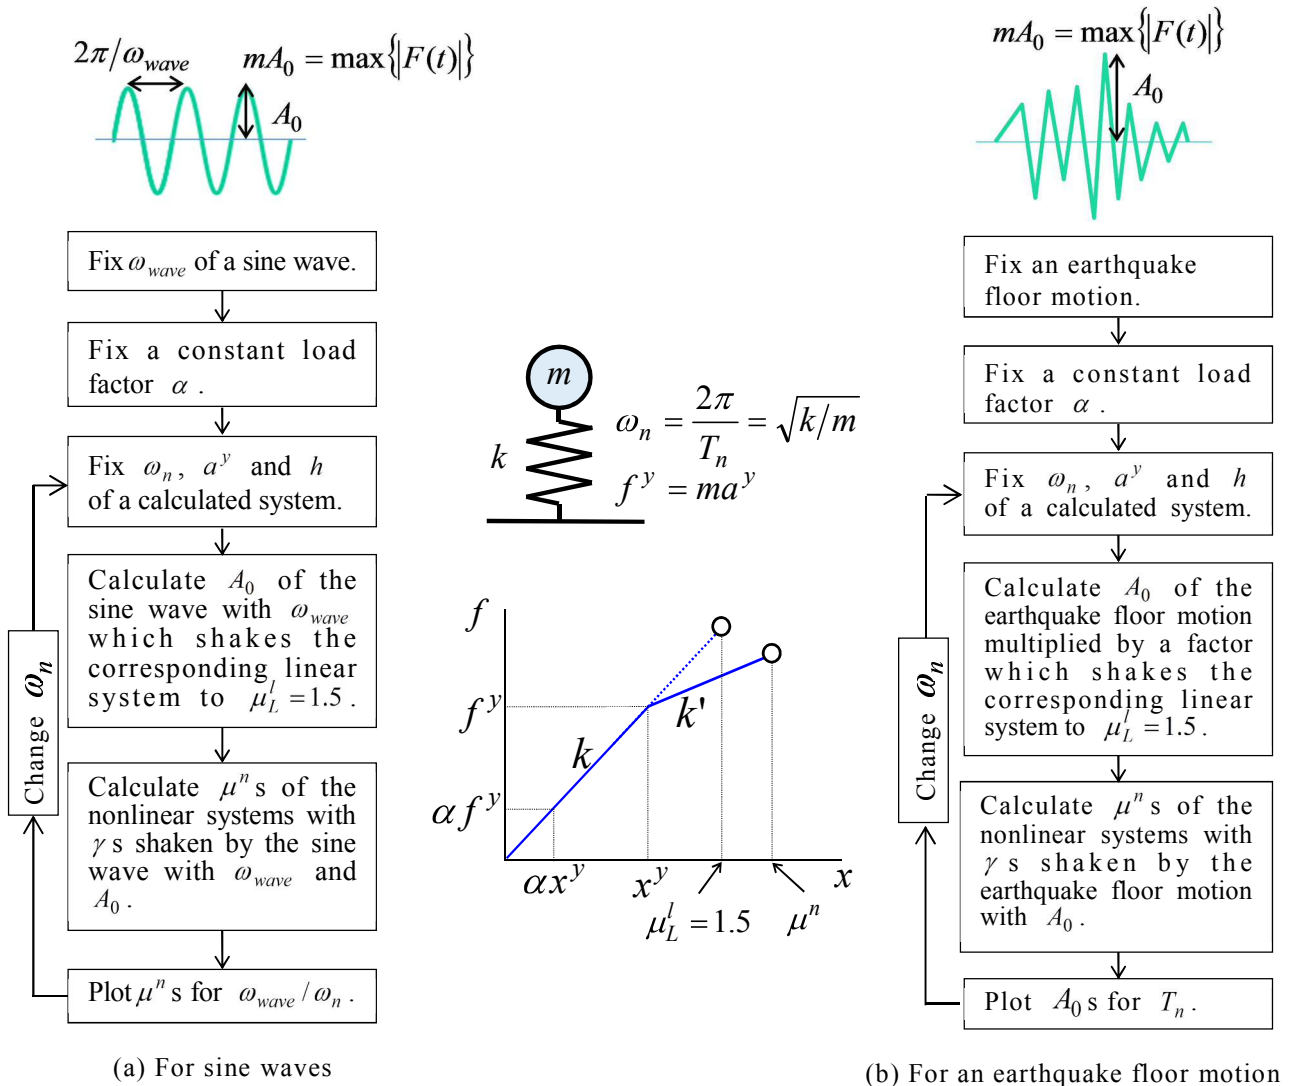 2π/ω_wave
mA₀ = max{|F(t)|}
A₀
Fix ω_wave of a sine wave.
Fix a constant load
factor α .
Fix ω_n, a^y and h
of a calculated system.
Calculate A₀ of the
sine wave with ω_wave
which shakes the
corresponding linear
system to μ_L^l = 1.5 .
Calculate μ^n s of the
nonlinear systems with
γ s shaken by the sine
wave with ω_wave and
A₀ .
Plot μ^n s for ω_wave / ω_n .
Change ω_n
(a) For sine waves
m
k
ω_n = 2π/T_n = √k/m
f^y = ma^y
f
f^y
αf^y
k
k'
αx^y
x^y
x
μ_L^l = 1.5
μ^n
mA₀ = max{|F(t)|}
A₀
Fix an earthquake
floor motion.
Fix a constant load
factor α .
Fix ω_n, a^y and h
of a calculated system.
Calculate A₀ of the
earthquake floor motion
multiplied by a factor
which shakes the
corresponding linear
system to μ_L^l = 1.5 .
Calculate μ^n s of the
nonlinear systems with
γ s shaken by the
earthquake floor motion
with A₀ .
Plot A₀ s for T_n .
Change ω_n
(b) For an earthquake floor motion